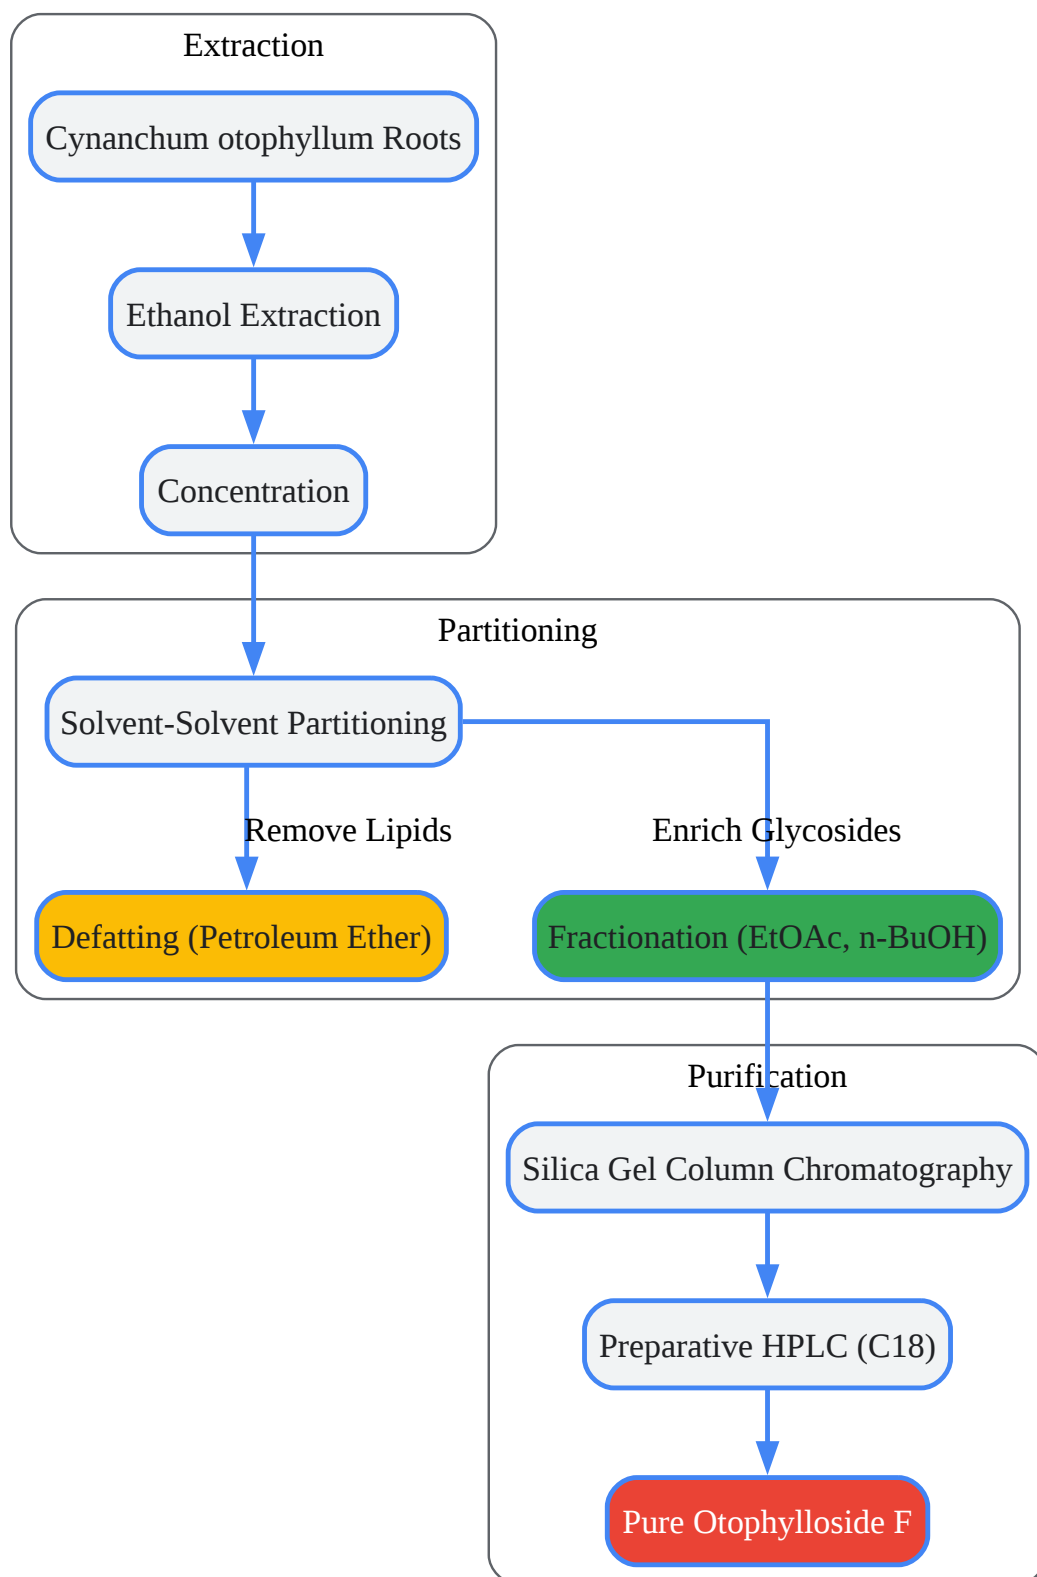 Extraction
Cynanchum otophyllum Roots
Ethanol Extraction
Concentration
Partitioning
Solvent-Solvent Partitioning
Remove Lipids
Enrich Glycosides
Defatting (Petroleum Ether)
Fractionation (EtOAc, n-BuOH)
Purification
Silica Gel Column Chromatography
Preparative HPLC (C18)
Pure Otophylloside F